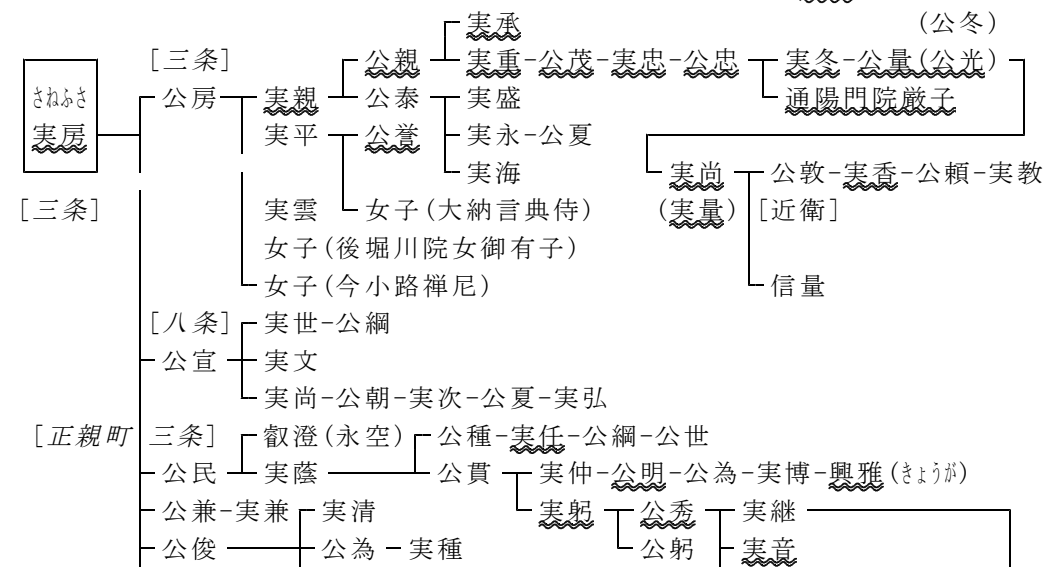 実承 (公冬)
[三条] 公親 実重-公茂-実忠-公忠 実冬-公量(公光)
さねふさ 公房 実親 公泰 実盛 通陽門院厳子
実房 実平 公誉 実永-公夏
実海 実尚 公敦-実香-公頼-実教
[三条] 実雲 女子(大納言典侍) (実量) [近衛]
女子(後堀川院女御有子)
女子(今小路禅尼) 信量
[八条] 実世-公綱
公宣 実文
実尚-公朝-実次-公夏-実弘
[正親町 三条] 叡澄(永空) 公種-実任-公綱-公世
公民 実蔭 公貫 実仲-公明-公為-実博-興雅(きょうが)
公兼-実兼 実清 実躬 公秀 実継
公俊 公為-実種 公躬 実音